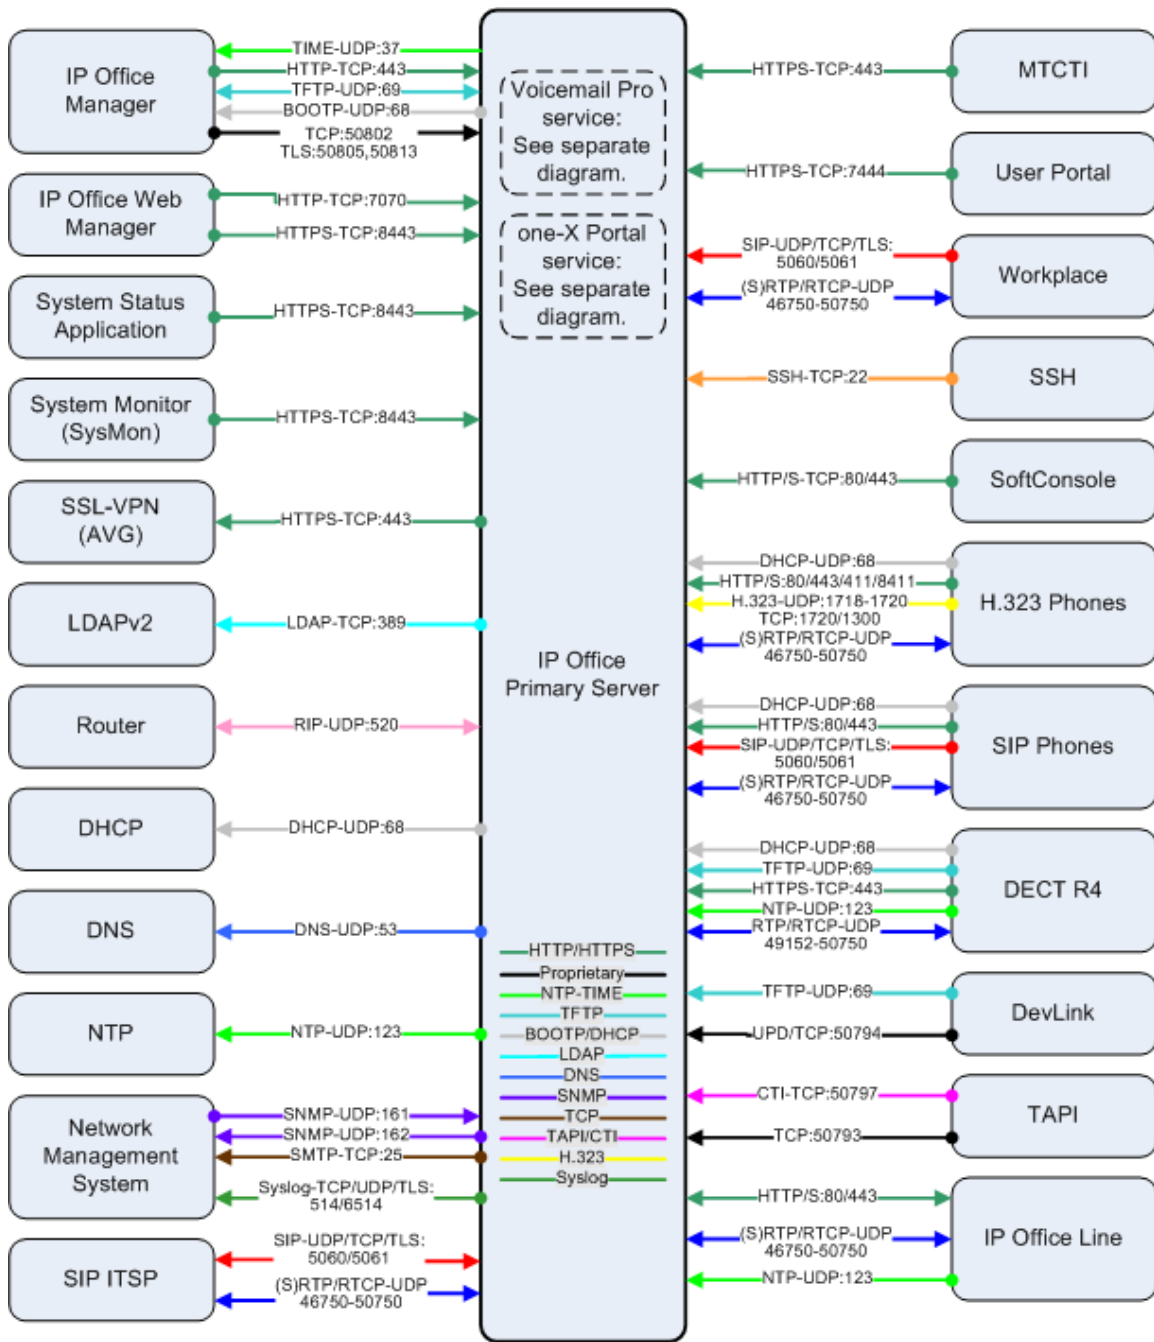 IP Office
Manager
TIME-UDP:37
HTTP-TCP:443
TFTP-UDP:69
BOOTP-UDP:68
TCP:50802
TLS:50805,50813
IP Office Web
Manager
HTTP-TCP:7070
HTTPS-TCP:8443
System Status
Application
HTTPS-TCP:8443
System Monitor
(SysMon)
HTTPS-TCP:8443
SSL-VPN
(AVG)
HTTPS-TCP:443
LDAPv2
LDAP-TCP:389
Router
RIP-UDP:520
DHCP
DHCP-UDP:68
DNS
DNS-UDP:53
NTP
NTP-UDP:123
Network
Management
System
SNMP-UDP:161
SNMP-UDP:162
SMTP-TCP:25
Syslog-TCP/UDP/TLS:
514/6514
SIP ITSP
SIP-UDP/TCP/TLS:
5060/5061
(S)RTP/RTCP-UDP
46750-50750
Voicemail Pro
service:
See separate
diagram.
one-X Portal
service:
See separate
diagram.
IP Office
Primary Server
HTTP/HTTPS
Proprietary
NTP-TIME
TFTP
BOOTP/DHCP
LDAP
DNS
SNMP
TCP
TAPI/CTI
H.323
Syslog
HTTPS-TCP:443
MTCTI
HTTPS-TCP:7444
User Portal
SIP-UDP/TCP/TLS:
5060/5061
(S)RTP/RTCP-UDP
46750-50750
Workplace
SSH-TCP:22
SSH
HTTP/S-TCP:80/443
SoftConsole
DHCP-UDP:68
HTTP/S:80/443/411/8411
H.323-UDP:1718-1720
TCP:1720/1300
(S)RTP/RTCP-UDP
46750-50750
H.323 Phones
DHCP-UDP:68
HTTP/S:80/443
SIP-UDP/TCP/TLS:
5060/5061
(S)RTP/RTCP-UDP
46750-50750
SIP Phones
DHCP-UDP:68
TFTP-UDP:69
HTTPS-TCP:443
NTP-UDP:123
RTP/RTCP-UDP
49152-50750
DECT R4
TFTP-UDP:69
UPD/TCP:50794
DevLink
CTI-TCP:50797
TCP:50793
TAPI
HTTP/S:80/443
(S)RTP/RTCP-UDP
46750-50750
NTP-UDP:123
IP Office Line